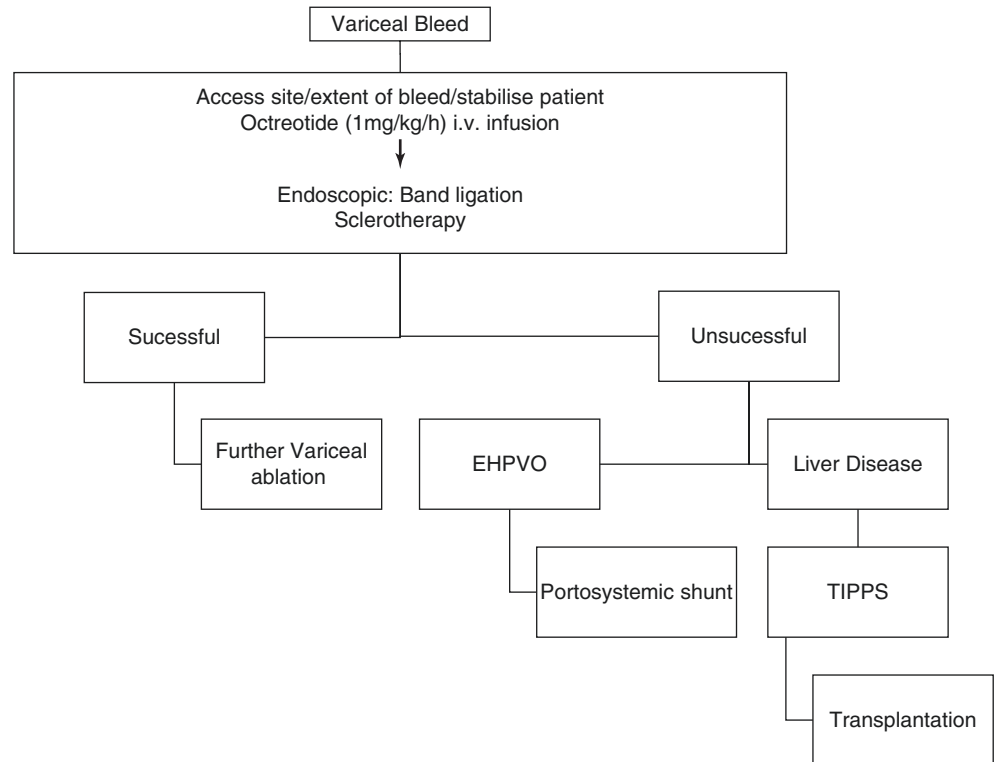 Variceal Bleed
Access site/extent of bleed/stabilise patient
Octreotide (1mg/kg/h) i.v. infusion
Endoscopic: Band ligation
Sclerotherapy
Sucessful
Unsucessful
Further Variceal
ablation
EHPVO
Liver Disease
Portosystemic shunt
TIPPS
Transplantation